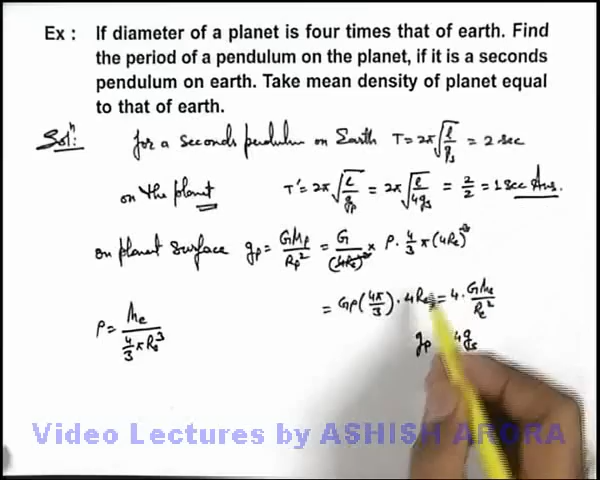 Ex : If diameter of a planet is four times that of earth. Find
the period of a pendulum on the planet, if it is a seconds
pendulum on earth. Take mean density of planet equal
to that of earth.
Solⁿ: for a seconds pendulum on Earth T = 2π√(l/gs) = 2 sec
on the planet T' = 2π√(l/gp) = 2π√(l/4gs) = 2/2 = 1 sec Ans.
on planet surface gp = GMp/Rp² = G/(4Re)² × ρ · 4/3 π (4Re)³
= Gρ(4π/3) · 4Re = 4 · GMe/Re²
ρ = Me/(4/3 π Re³)
gp 4gs
Video Lectures by ASHISH ARORA